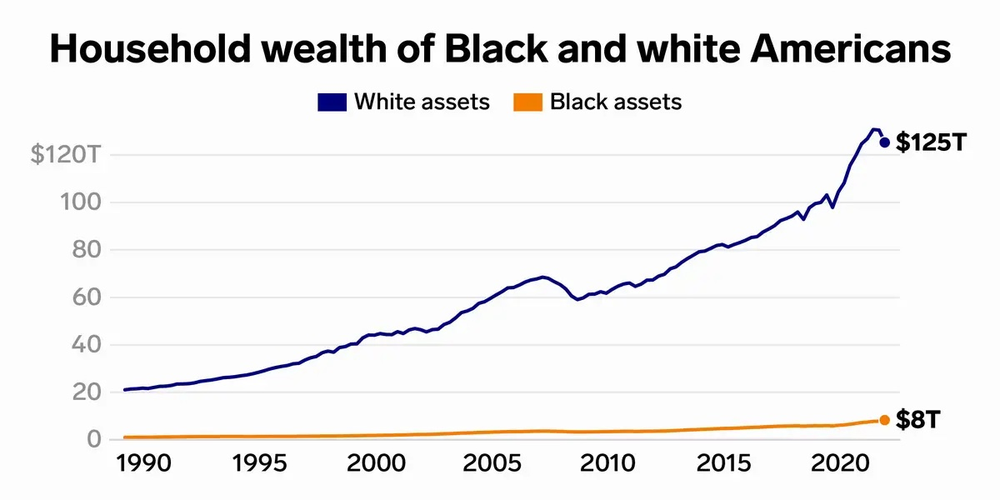 Household wealth of Black and white Americans
White assets Black assets
$120T
100
80
60
40
20
0
$125T
$8T
1990 1995 2000 2005 2010 2015 2020